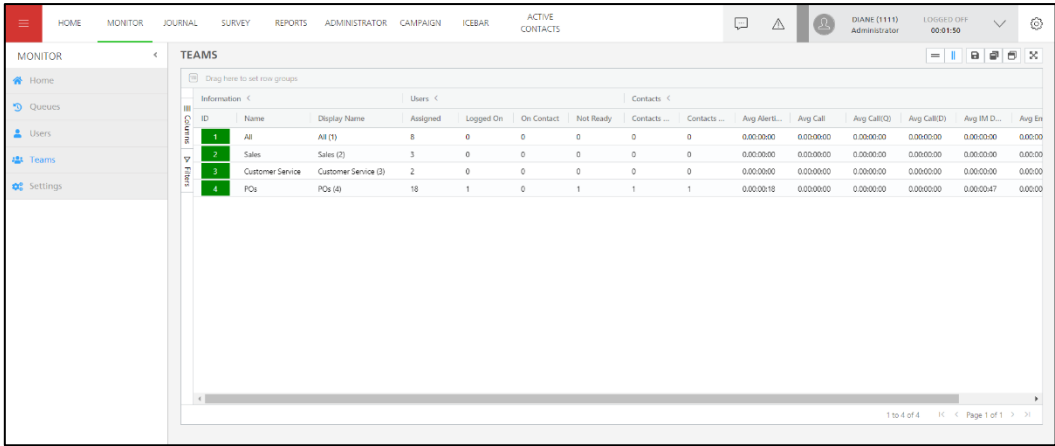 HOME MONITOR JOURNAL SURVEY REPORTS ADMINISTRATOR CAMPAIGN ICEBAR ACTIVE CONTACTS DIANE (1111) Administrator LOGGED OFF 00:01:50
MONITOR
Home
Queues
Users
Teams
Settings
TEAMS
Drag here to set row groups
Columns
Filters
Information Users Contacts
ID Name Display Name Assigned Logged On On Contact Not Ready Contacts ... Contacts ... Avg Alerti... Avg Call Avg Call(Q) Avg Call(D) Avg IM D... Avg En
1 All All (1) 8 0 0 0 0 0 0.00:00:00 0.00:00:00 0.00:00:00 0.00:00:00 0.00:00:00 0.00:00
2 Sales Sales (2) 3 0 0 0 0 0 0.00:00:00 0.00:00:00 0.00:00:00 0.00:00:00 0.00:00:00 0.00:00
3 Customer Service Customer Service (3) 2 0 0 0 0 0 0.00:00:00 0.00:00:00 0.00:00:00 0.00:00:00 0.00:00:00 0.00:00
4 POs POs (4) 18 1 0 1 1 1 0.00:00:18 0.00:00:00 0.00:00:00 0.00:00:00 0.00:00:47 0.00:00
1 to 4 of 4 Page 1 of 1